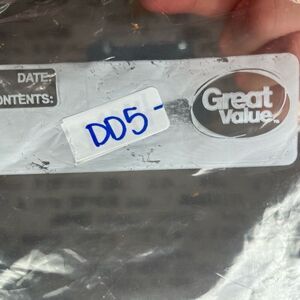 DATE:
CONTENTS:
DD5-
Great
Value